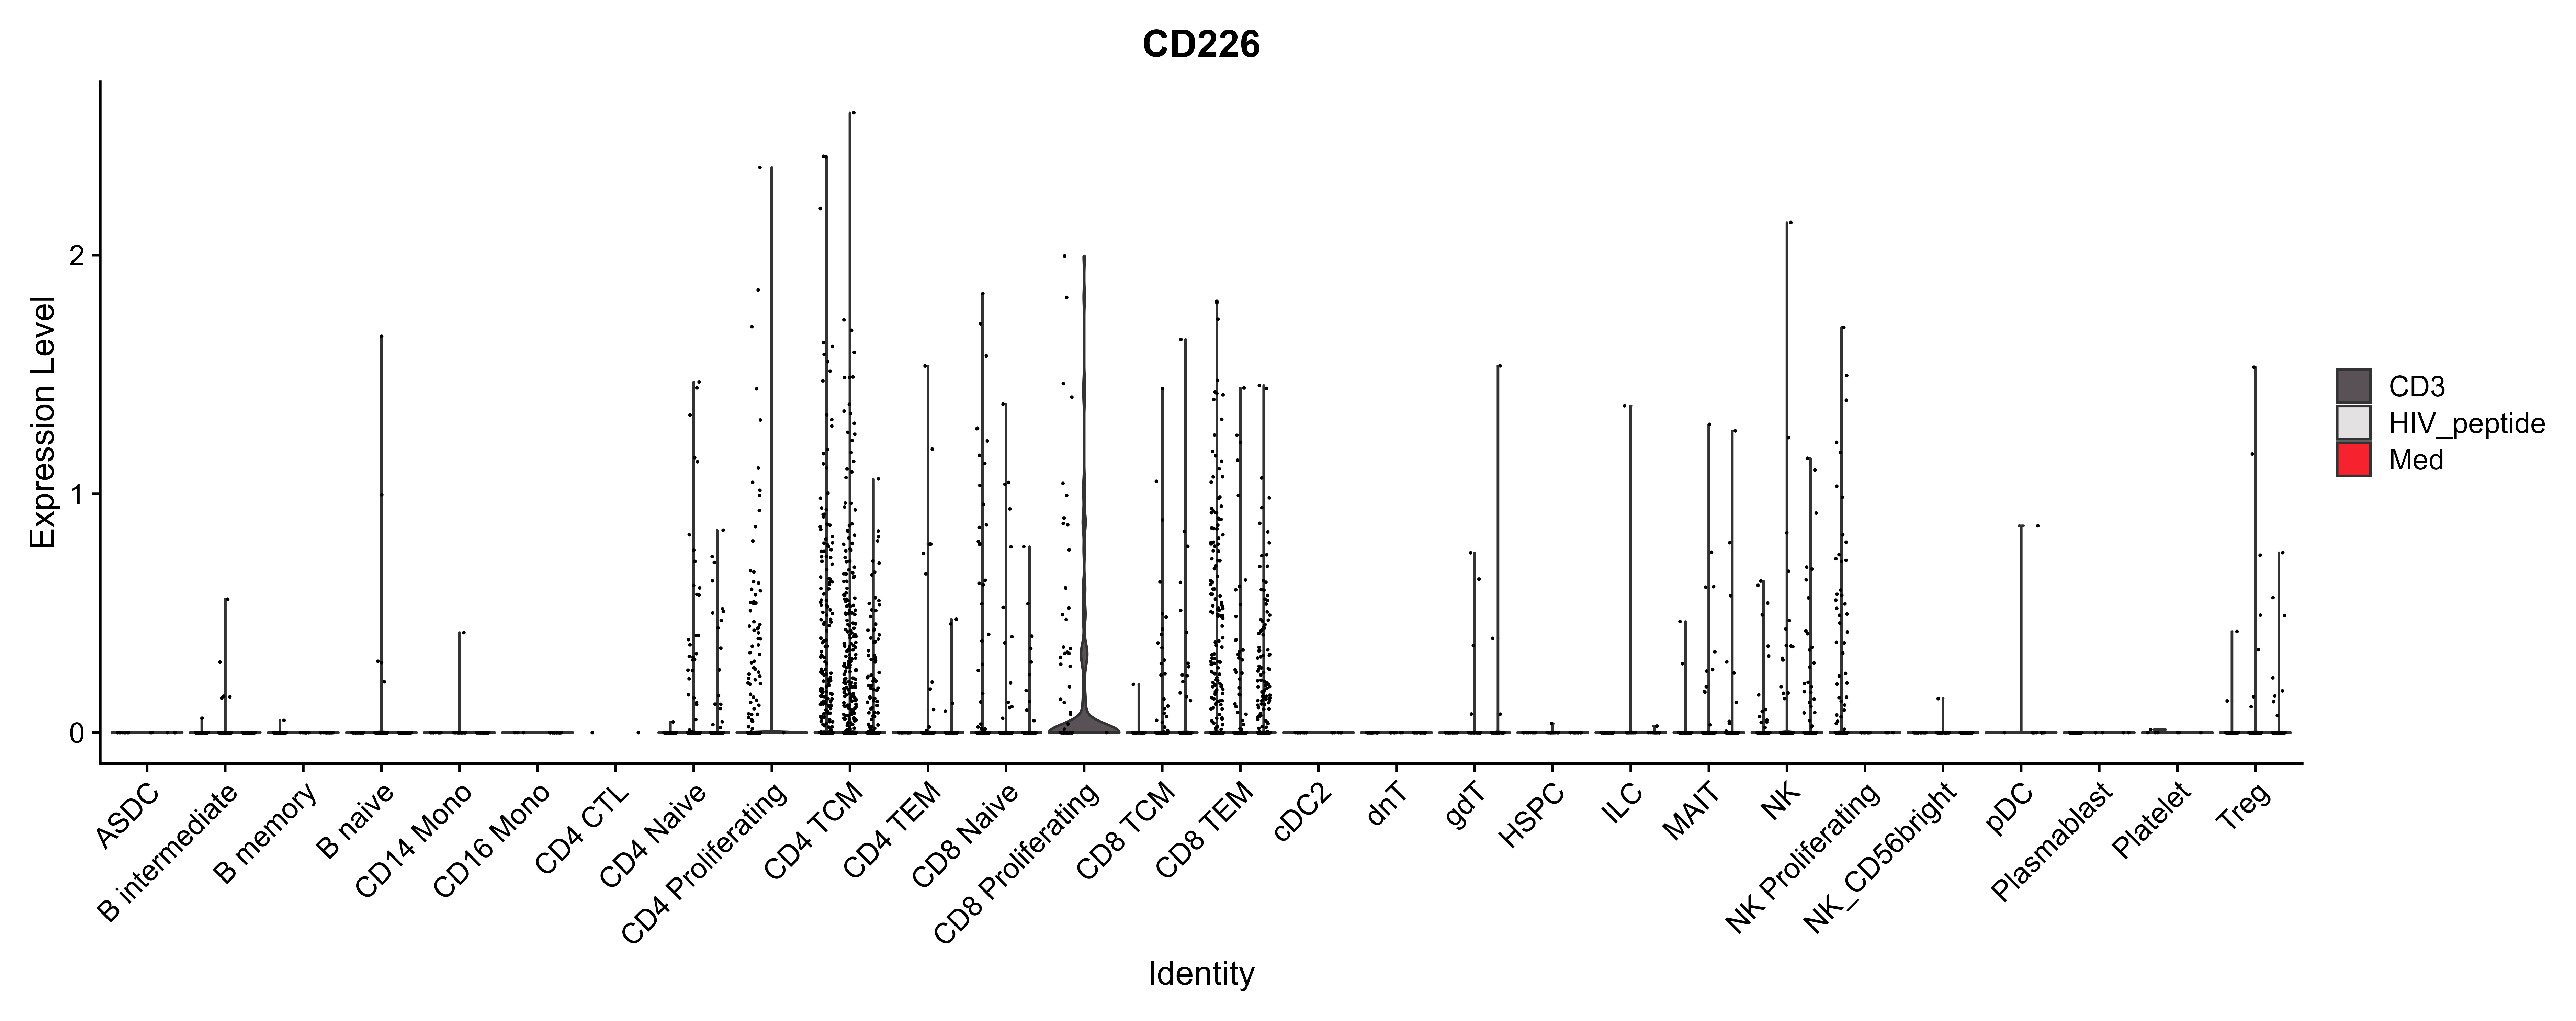 CD226
Expression Level
2
1
0
CD3
HIV_peptide
Med
ASDC
B intermediate
B memory
B naive
CD14 Mono
CD16 Mono
CD4 CTL
CD4 Naive
CD4 Proliferating
CD4 TCM
CD4 TEM
CD8 Naive
CD8 Proliferating
CD8 TCM
CD8 TEM
cDC2
dnT
gdT
HSPC
ILC
MAIT
NK
NK Proliferating
NK_CD56bright
pDC
Plasmablast
Platelet
Treg
Identity